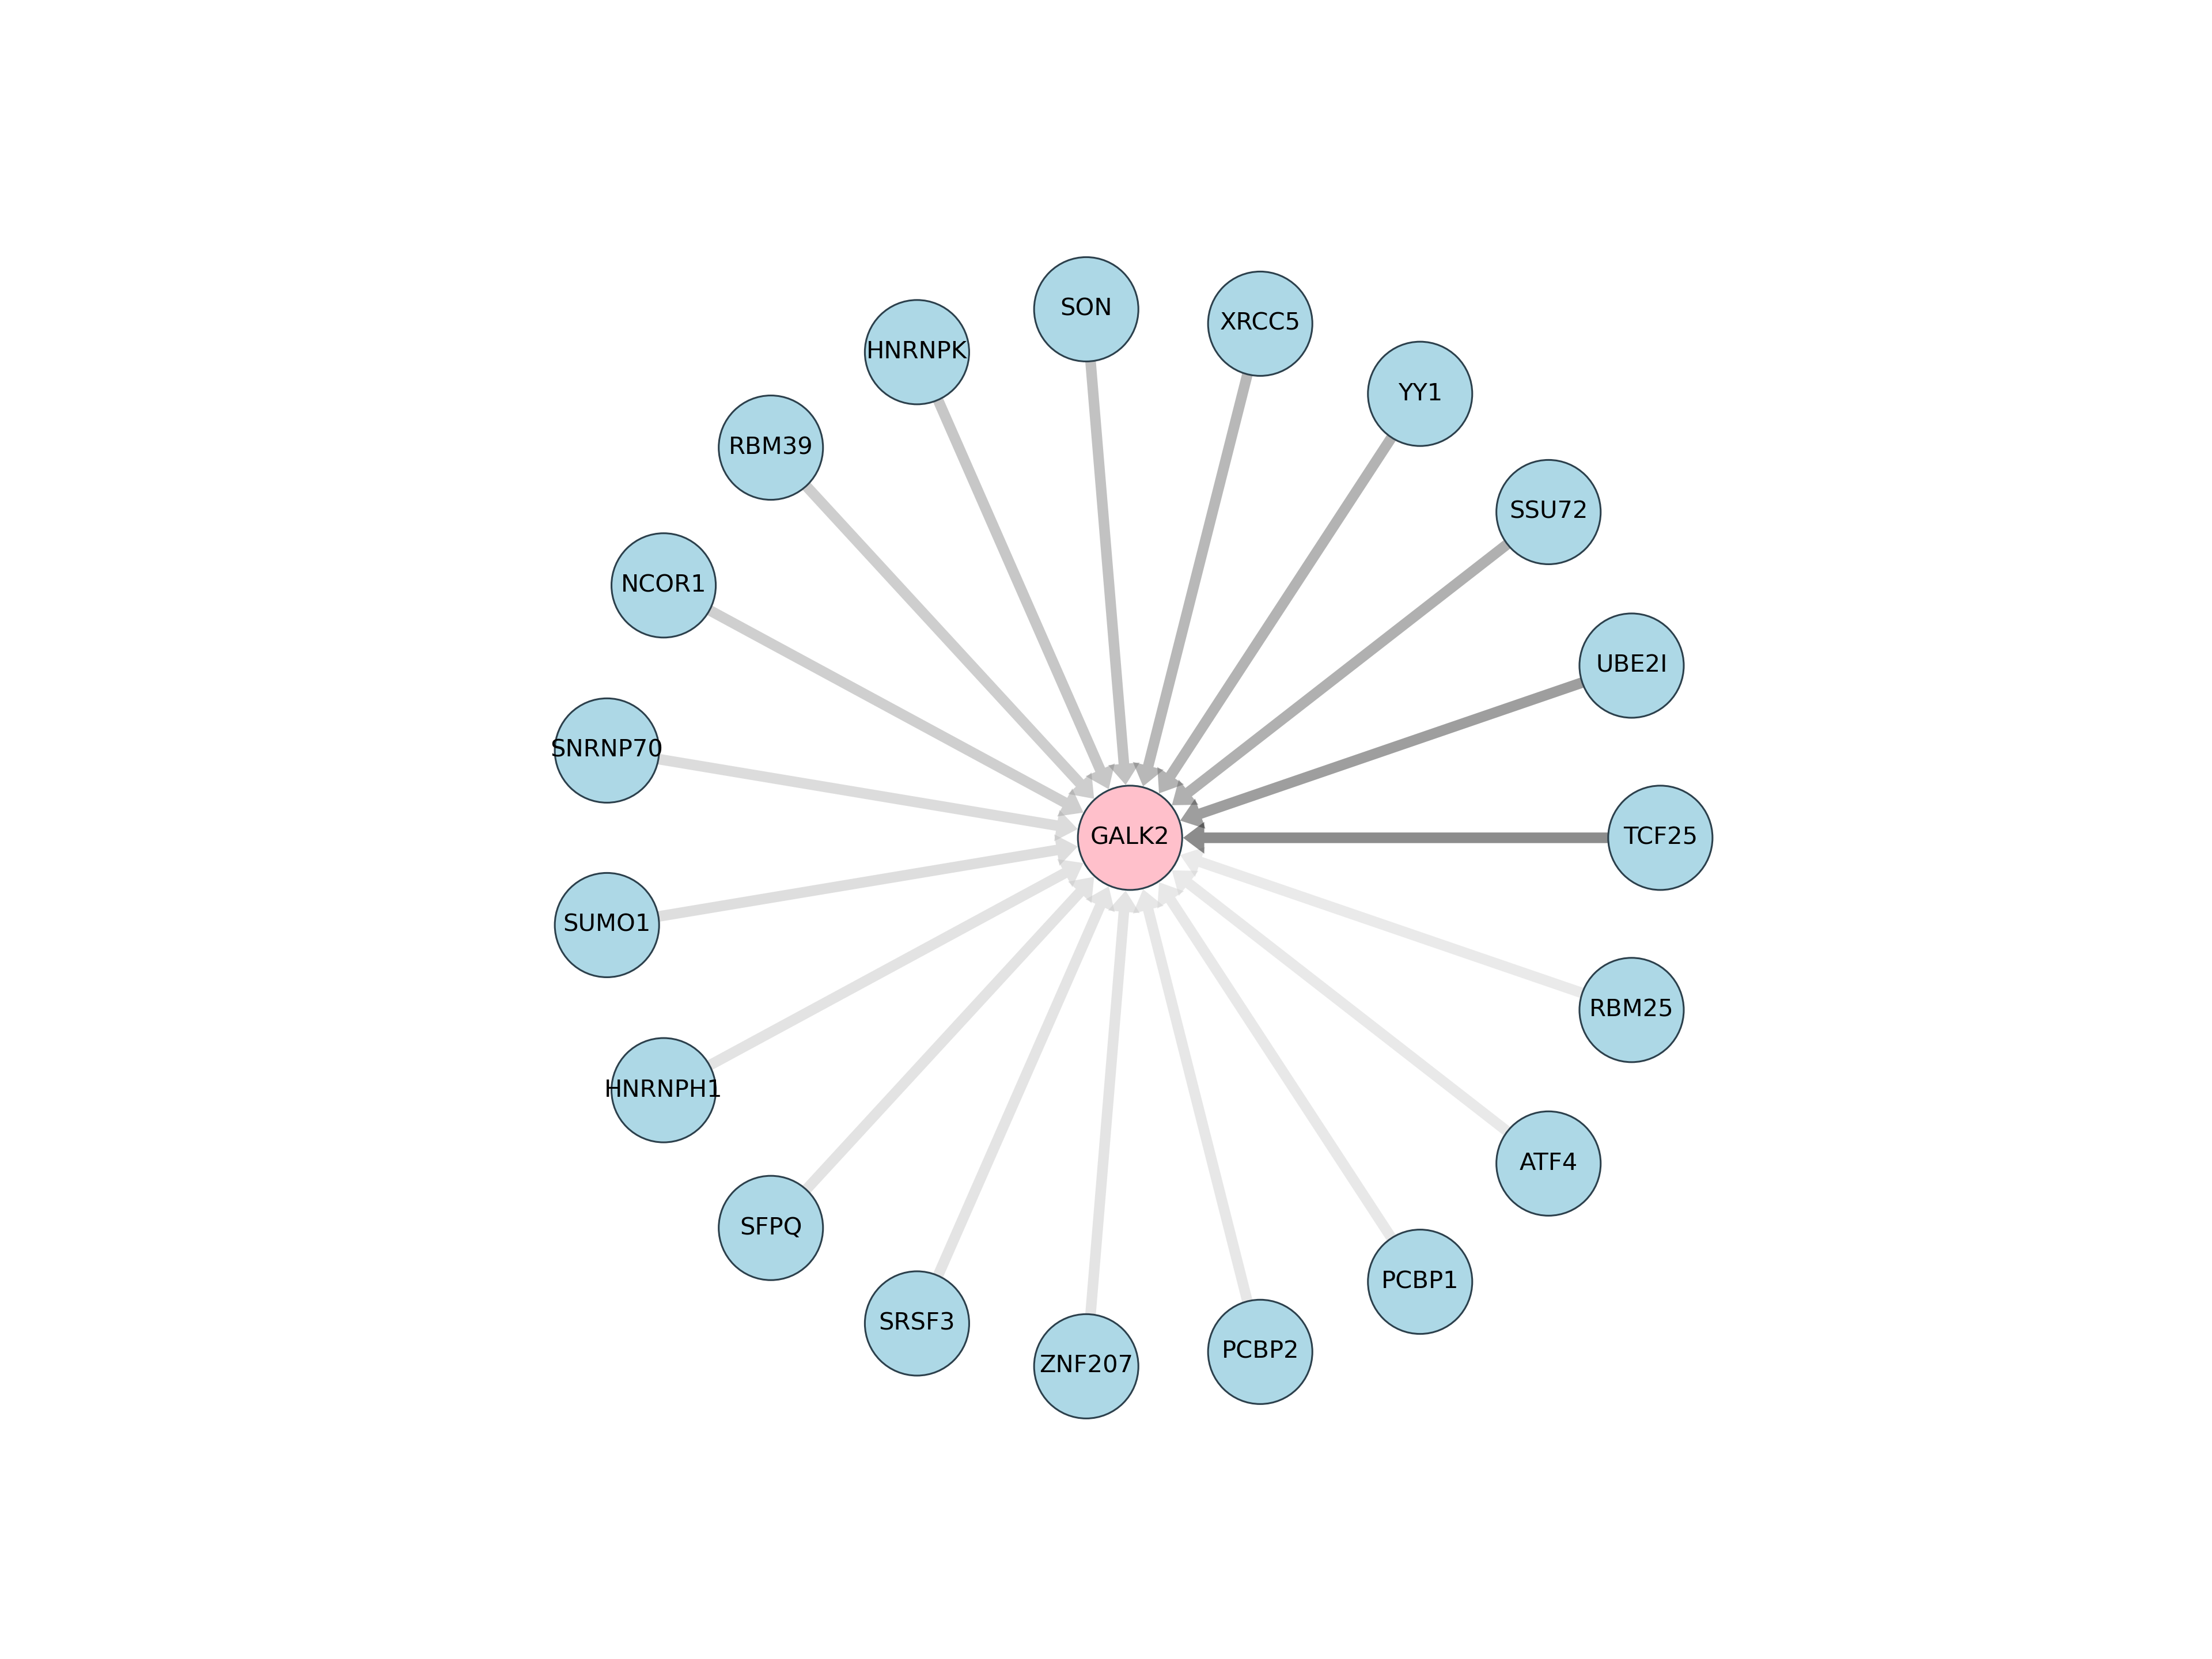 SON
XRCC5
HNRNPK
YY1
RBM39
SSU72
NCOR1
UBE2I
SNRNP70
GALK2
TCF25
SUMO1
RBM25
HNRNPH1
ATF4
SFPQ
PCBP1
SRSF3
PCBP2
ZNF207